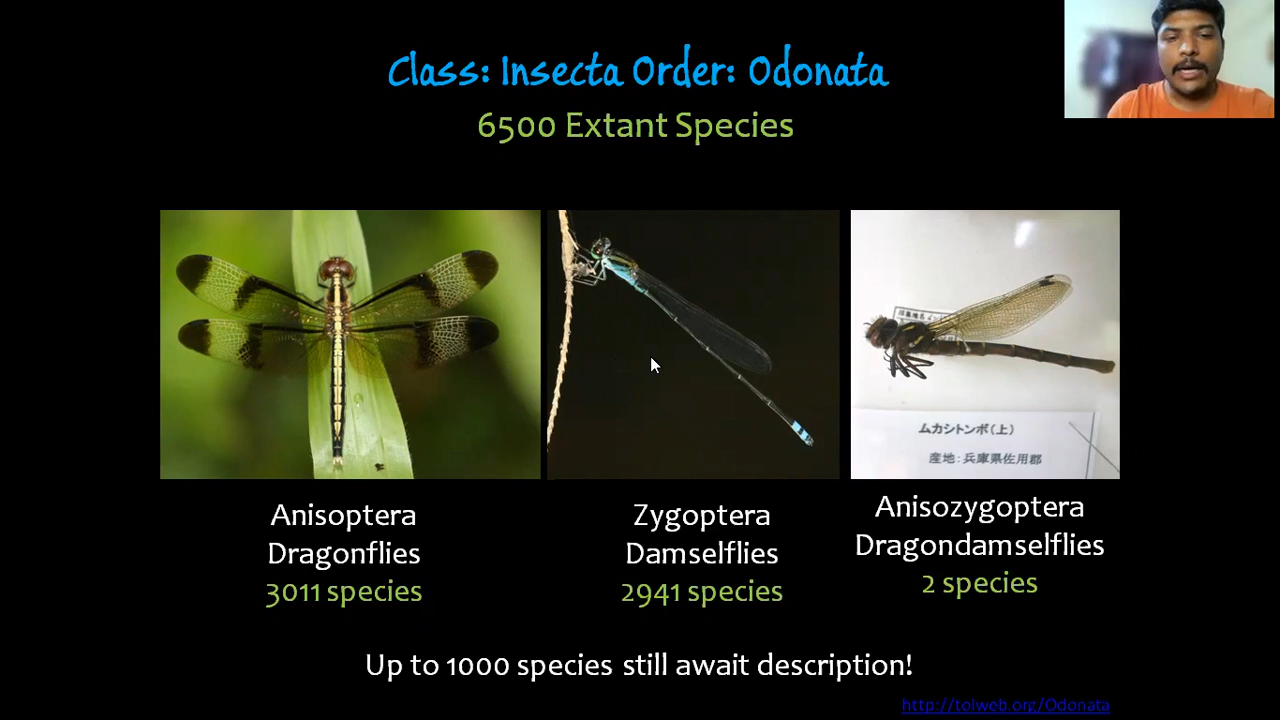 Class: Insecta Order: Odonata
6500 Extant Species
ムカシトンボ(上)
産地:兵庫県佐用郡
Anisoptera
Dragonflies
3011 species
Zygoptera
Damselflies
2941 species
Anisozygoptera
Dragondamselflies
2 species
Up to 1000 species still await description!
http://tolweb.org/Odonata